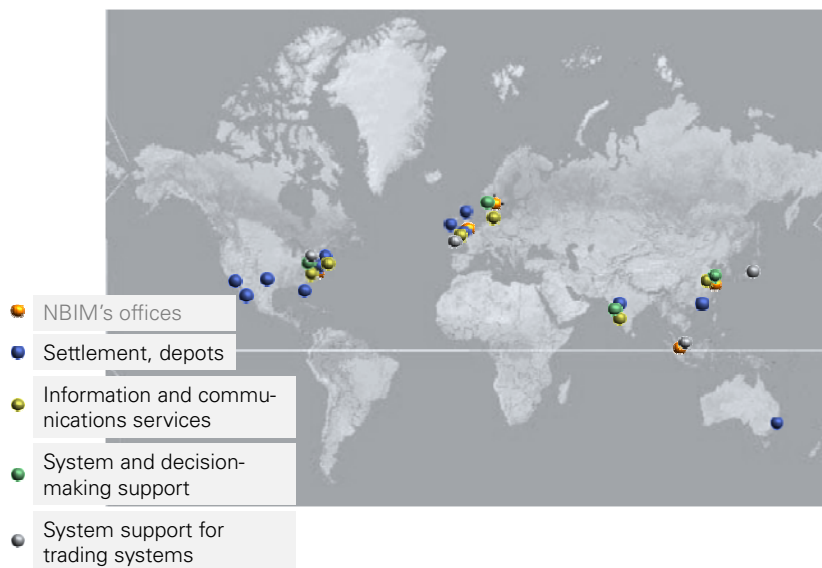 NBIM's offices
Settlement, depots
Information and commu-
nications services
System and decision-
making support
System support for
trading systems